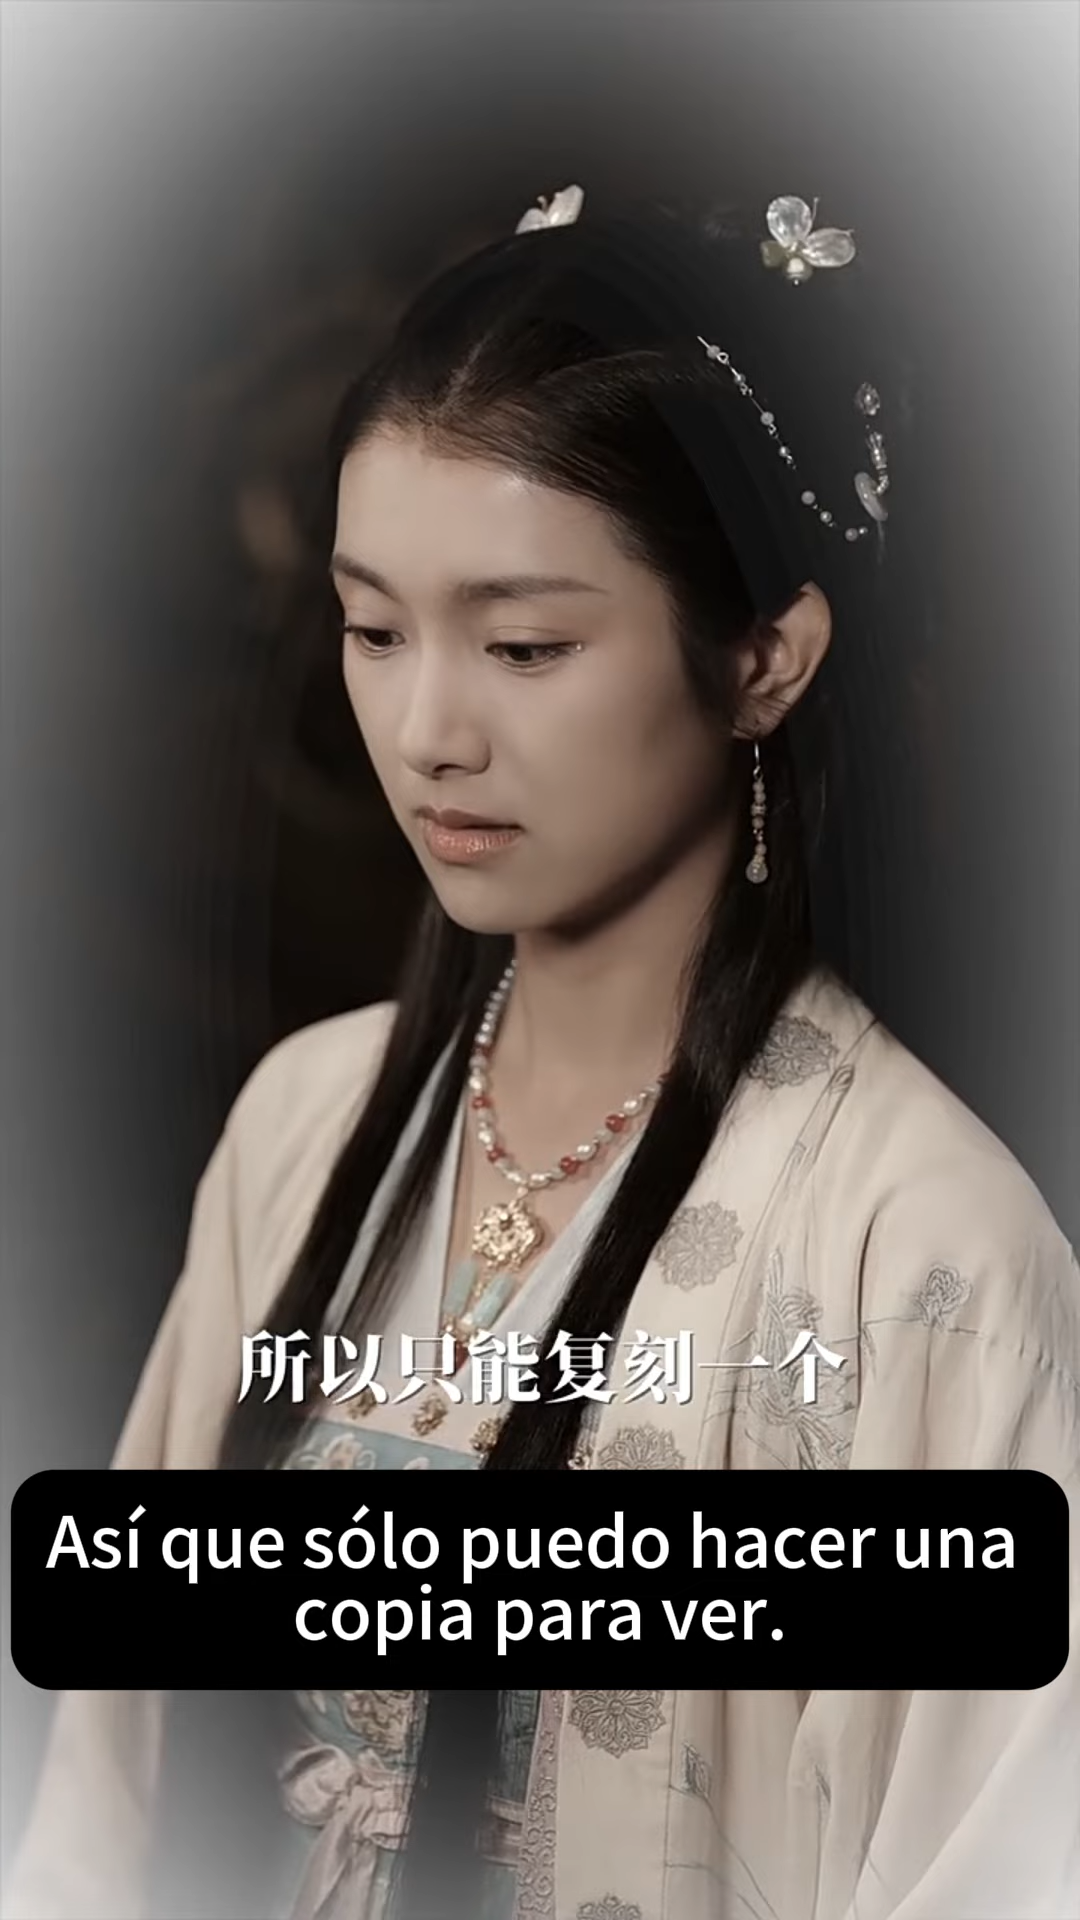 所以只能复刻一个
Así que sólo puedo hacer una
copia para ver.